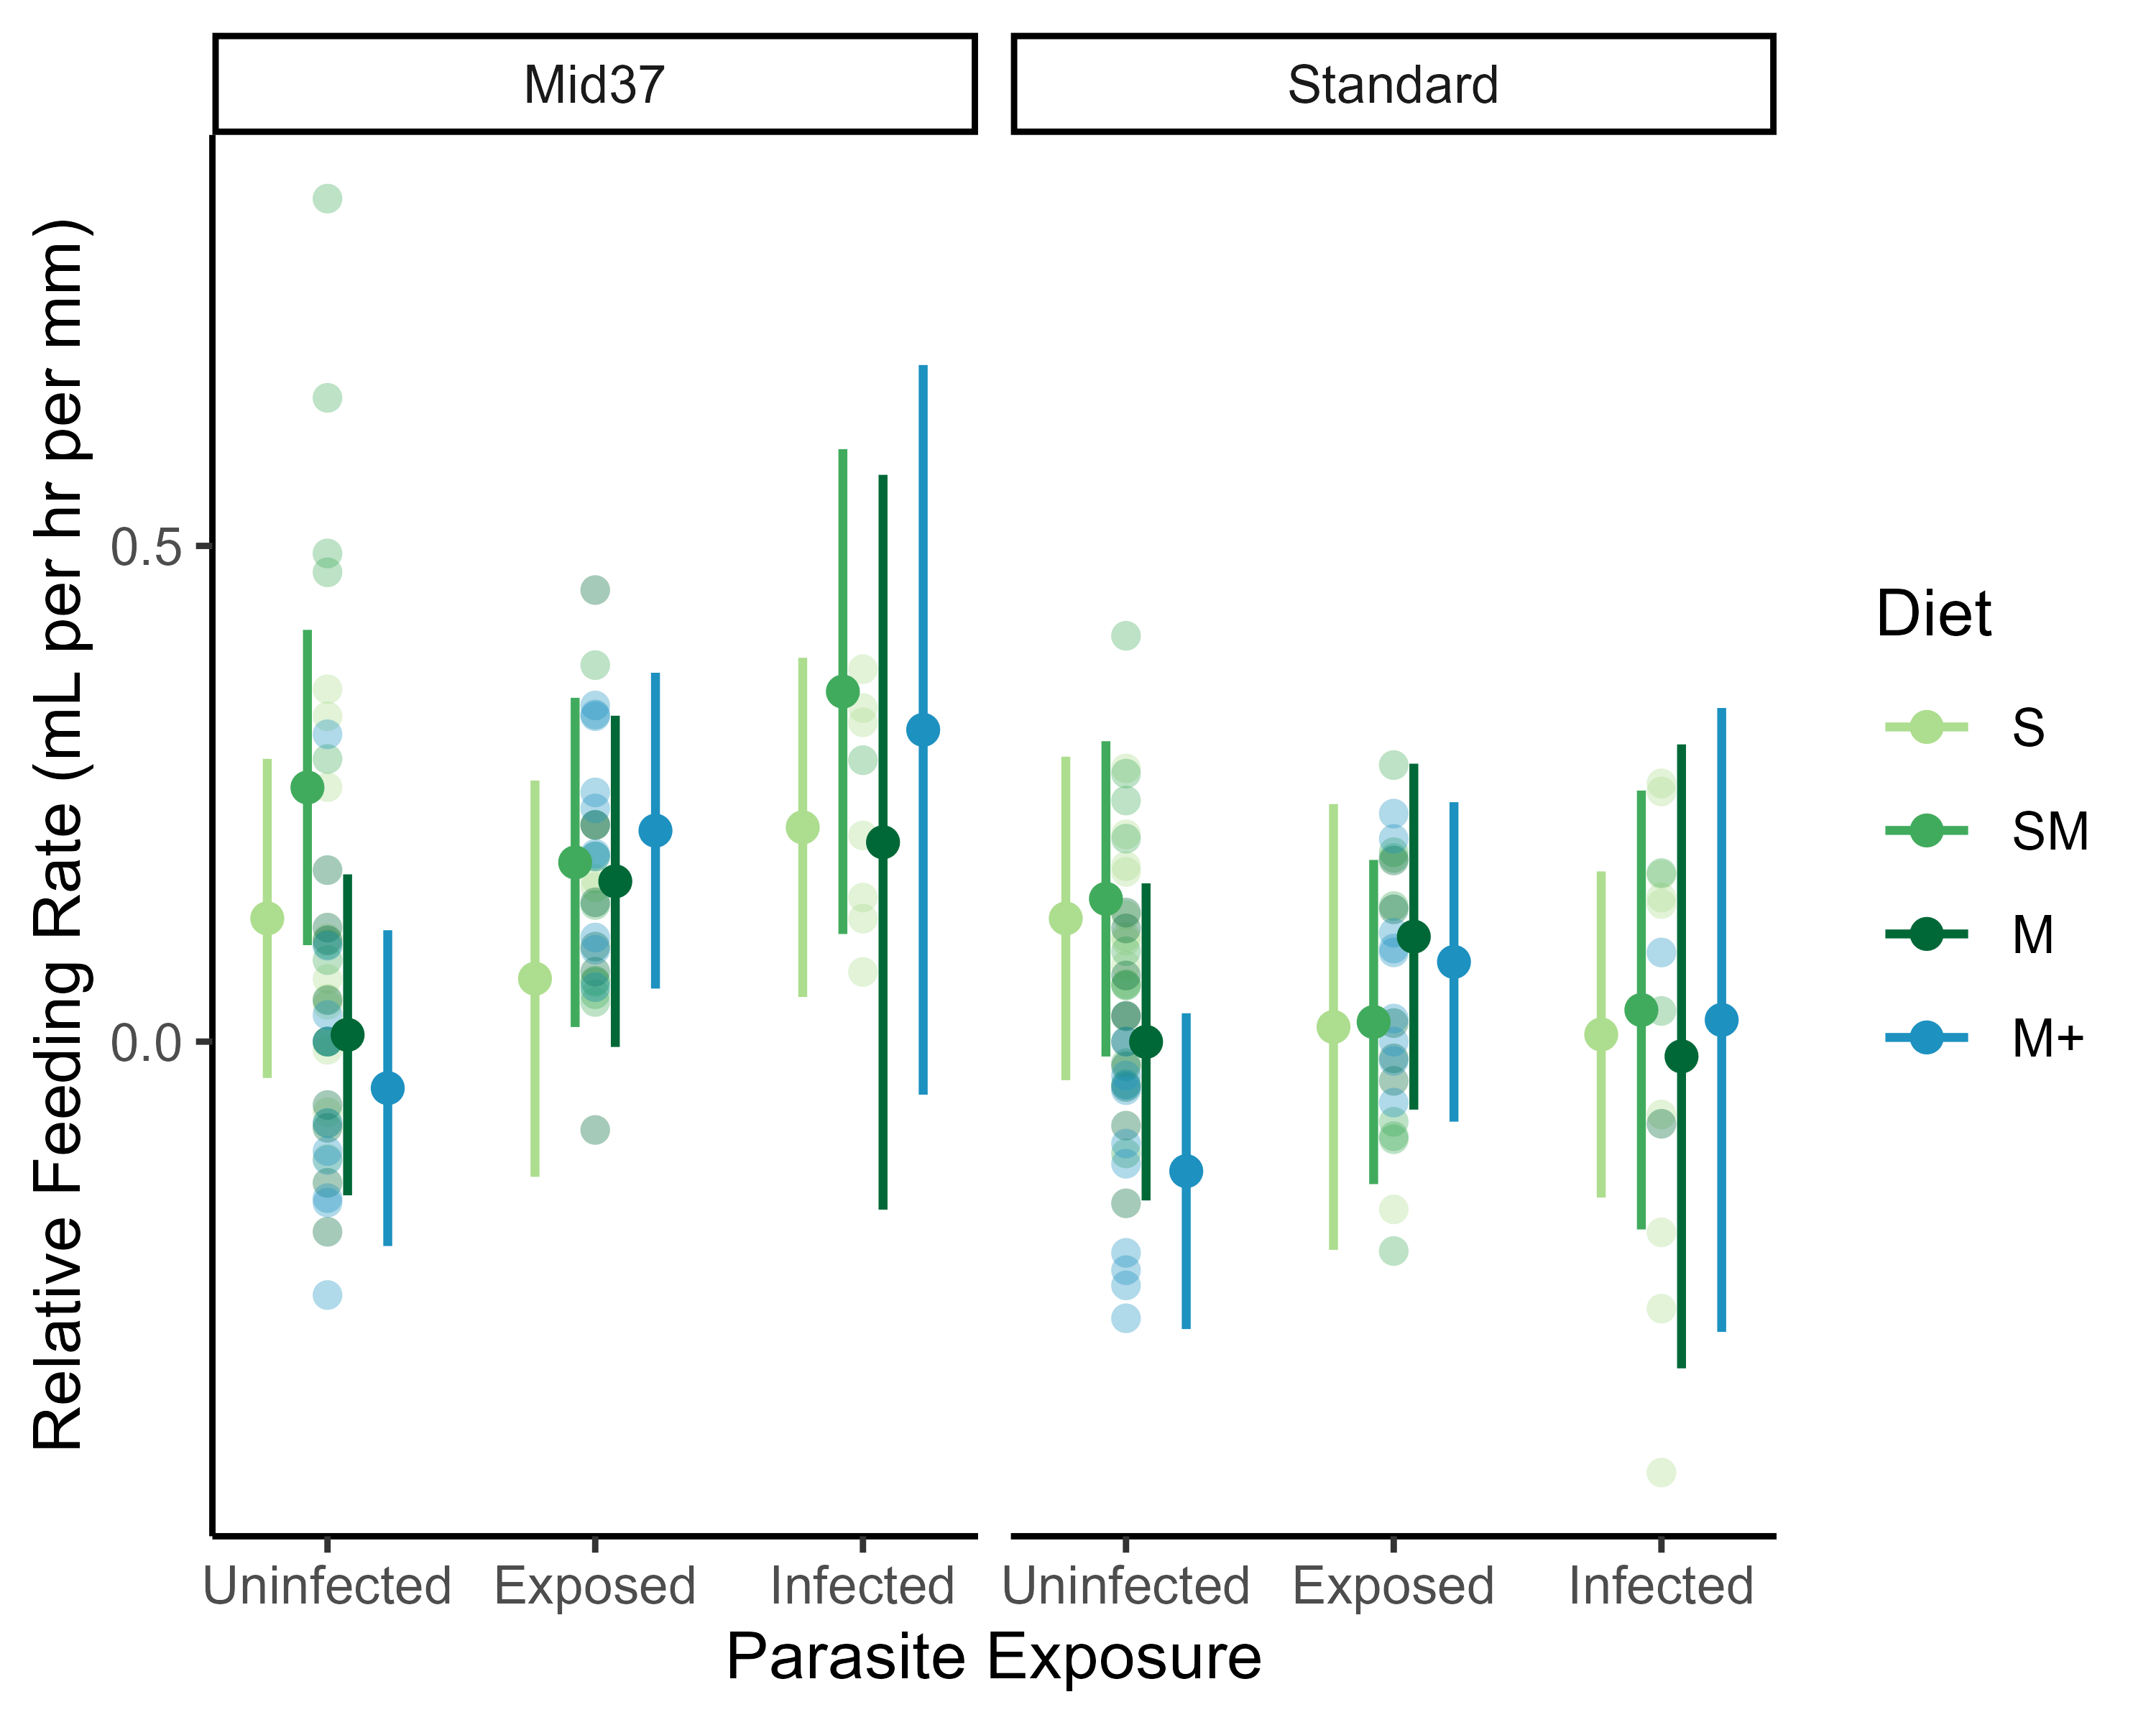 Mid37
Standard
Relative Feeding Rate (mL per hr per mm)
0.5
0.0
Uninfected
Exposed
Infected
Uninfected
Exposed
Infected
Parasite Exposure
Diet
S
SM
M
M+